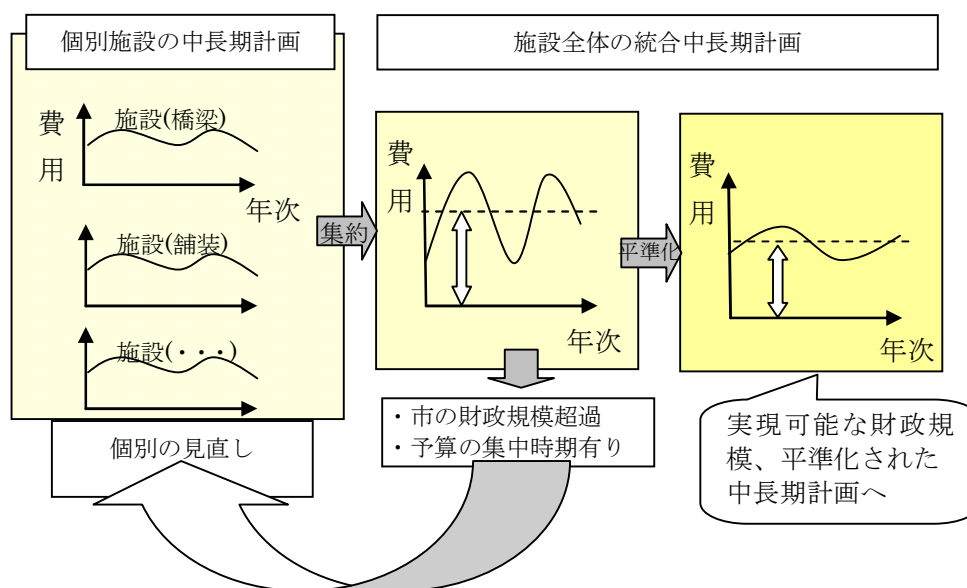 個別施設の中長期計画
施設全体の統合中長期計画
費
用
施設(橋梁)
年次
施設(舗装)
施設(・・・)
集約
費
用
年次
平準化
費
用
年次
・市の財政規模超過
・予算の集中時期有り
個別の見直し
実現可能な財政規
模、平準化された
中長期計画へ